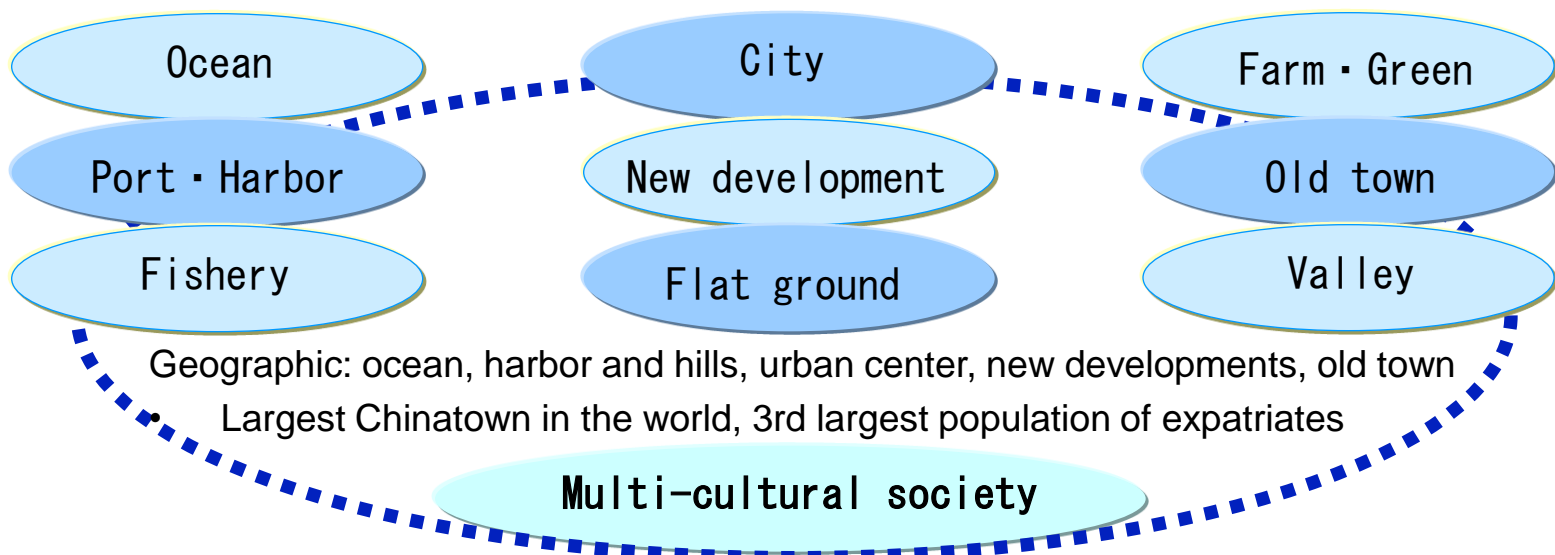 Ocean
City
Farm・Green
Port・Harbor
New development
Old town
Fishery
Flat ground
Valley
Geographic: ocean, harbor and hills, urban center, new developments, old town
• Largest Chinatown in the world, 3rd largest population of expatriates
Multi-cultural society